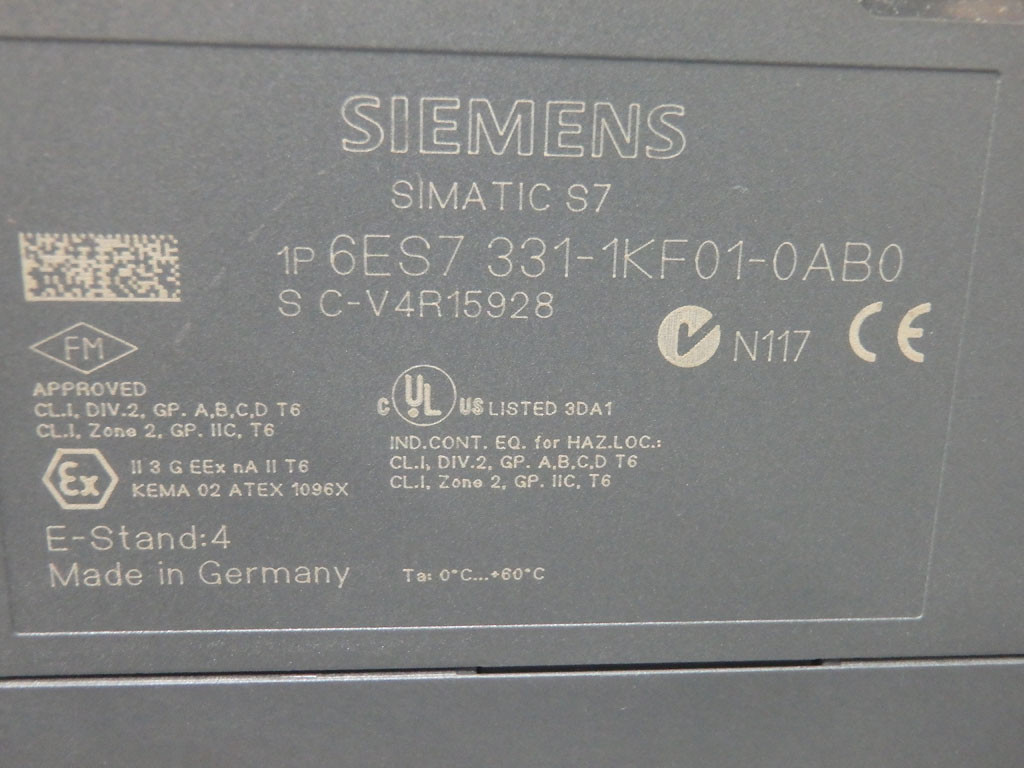 SIEMENS
SIMATIC S7
1P 6ES7 331-1KF01-0AB0
S C-V4R15928
N117 CE
FM
APPROVED
CL.I, DIV.2, GP. A,B,C,D T6
CL.I, Zone 2, GP. IIC, T6
C UL US LISTED 3DA1
IND.CONT. EQ. for HAZ.LOC.:
CL.I, DIV.2, GP. A,B,C,D T6
CL.I, Zone 2, GP. IIC, T6
Ex II 3 G EEx nA II T6
KEMA 02 ATEX 1096X
E-Stand:4
Made in Germany
Ta: 0°C...+60°C